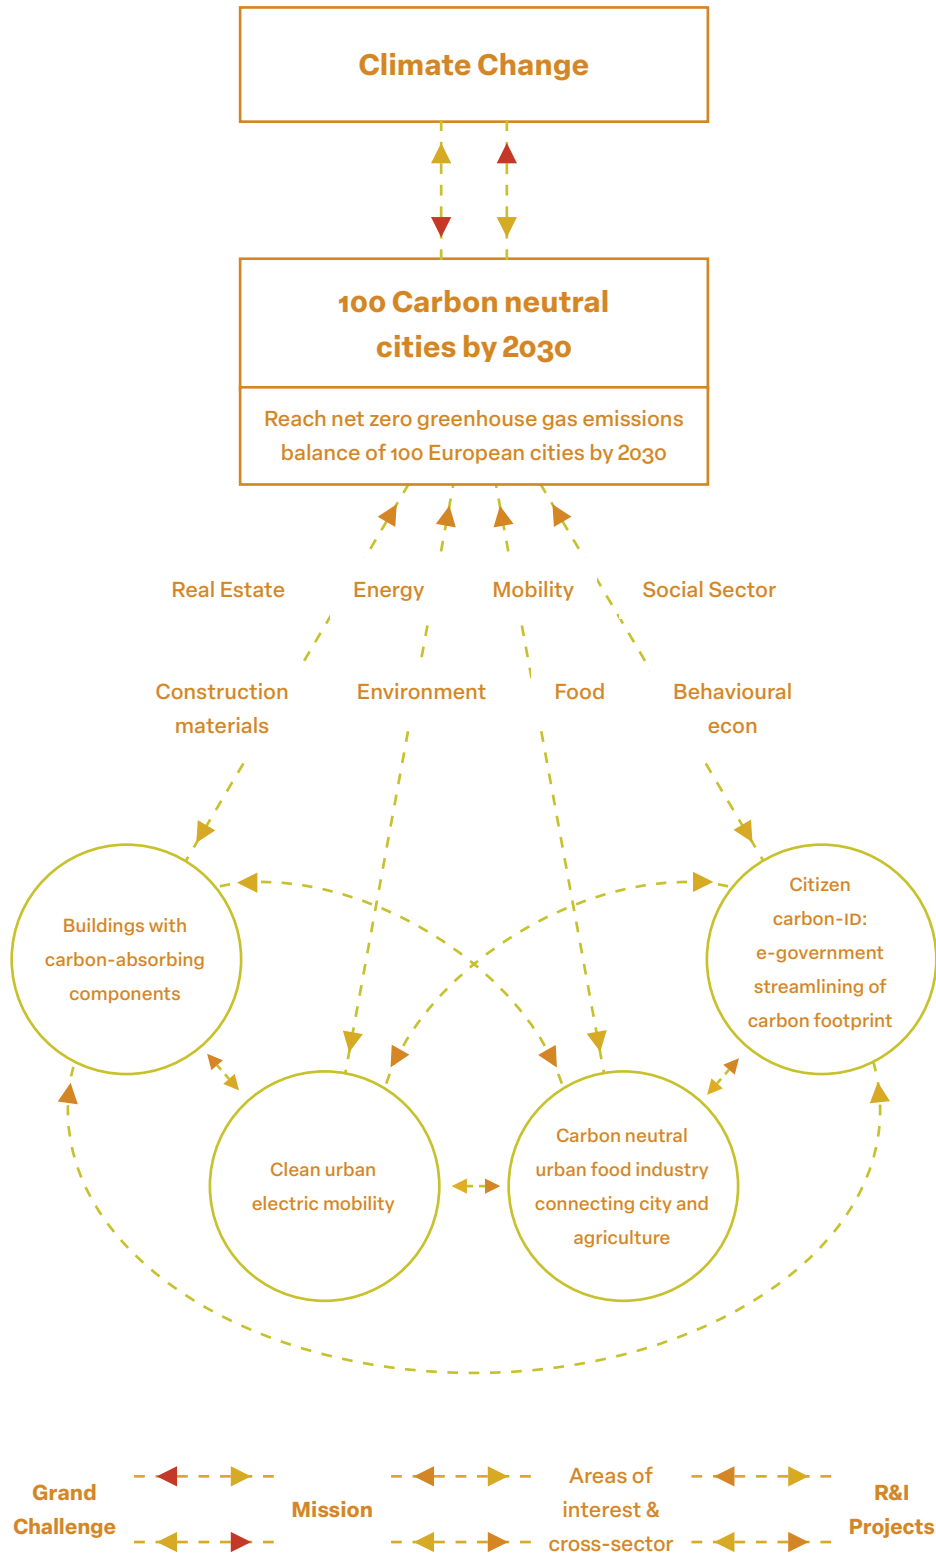 Climate Change
100 Carbon neutral
cities by 2030
Reach net zero greenhouse gas emissions
balance of 100 European cities by 2030
Real Estate
Energy
Mobility
Social Sector
Construction
materials
Environment
Food
Behavioural
econ
Buildings with
carbon-absorbing
components
Clean urban
electric mobility
Carbon neutral
urban food industry
connecting city and
agriculture
Citizen
carbon-ID:
e-government
streamlining of
carbon footprint
Grand
Challenge
Mission
Areas of
interest &
cross-sector
R&I
Projects